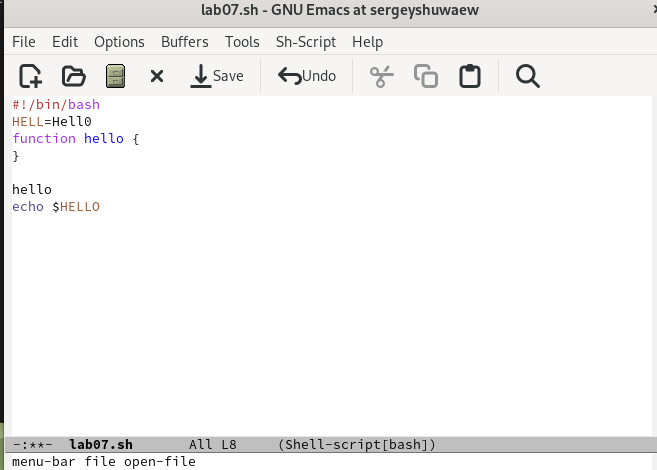 lab07.sh - GNU Emacs at sergeyshuwaew
File Edit Options Buffers Tools Sh-Script Help
Save Undo
#!/bin/bash
HELL=Hell0
function hello {
}
hello
echo $HELLO
-:**- lab07.sh All L8 (Shell-script[bash])
menu-bar file open-file